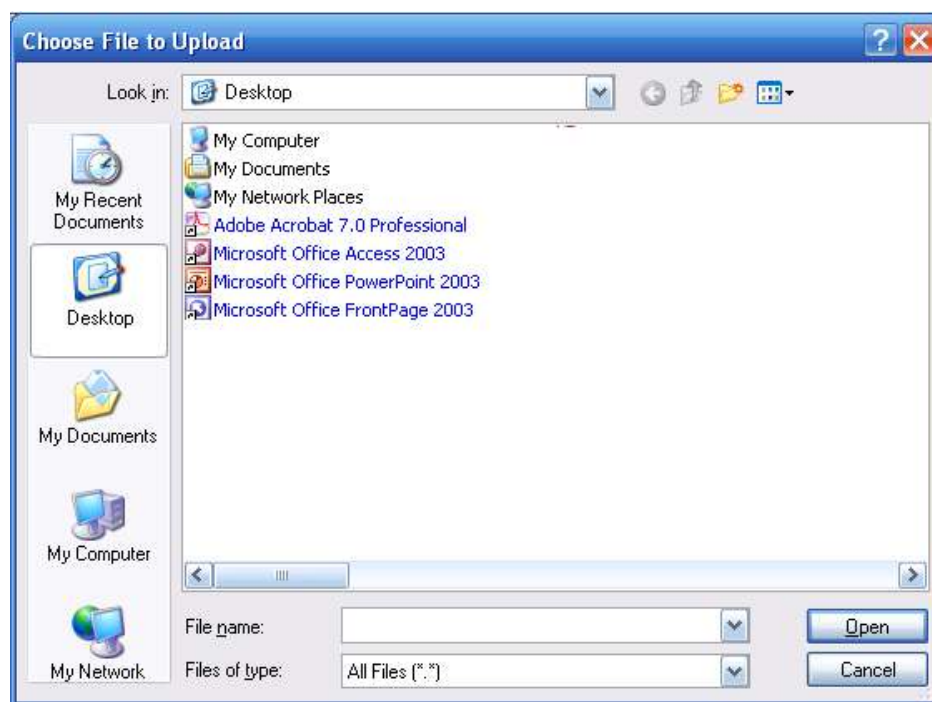 Choose File to Upload
Look in:
Desktop
My Recent
Documents
Desktop
My Documents
My Computer
My Network
My Computer
My Documents
My Network Places
Adobe Acrobat 7.0 Professional
Microsoft Office Access 2003
Microsoft Office PowerPoint 2003
Microsoft Office FrontPage 2003
File name:
Open
Files of type:
All Files (*.*)
Cancel